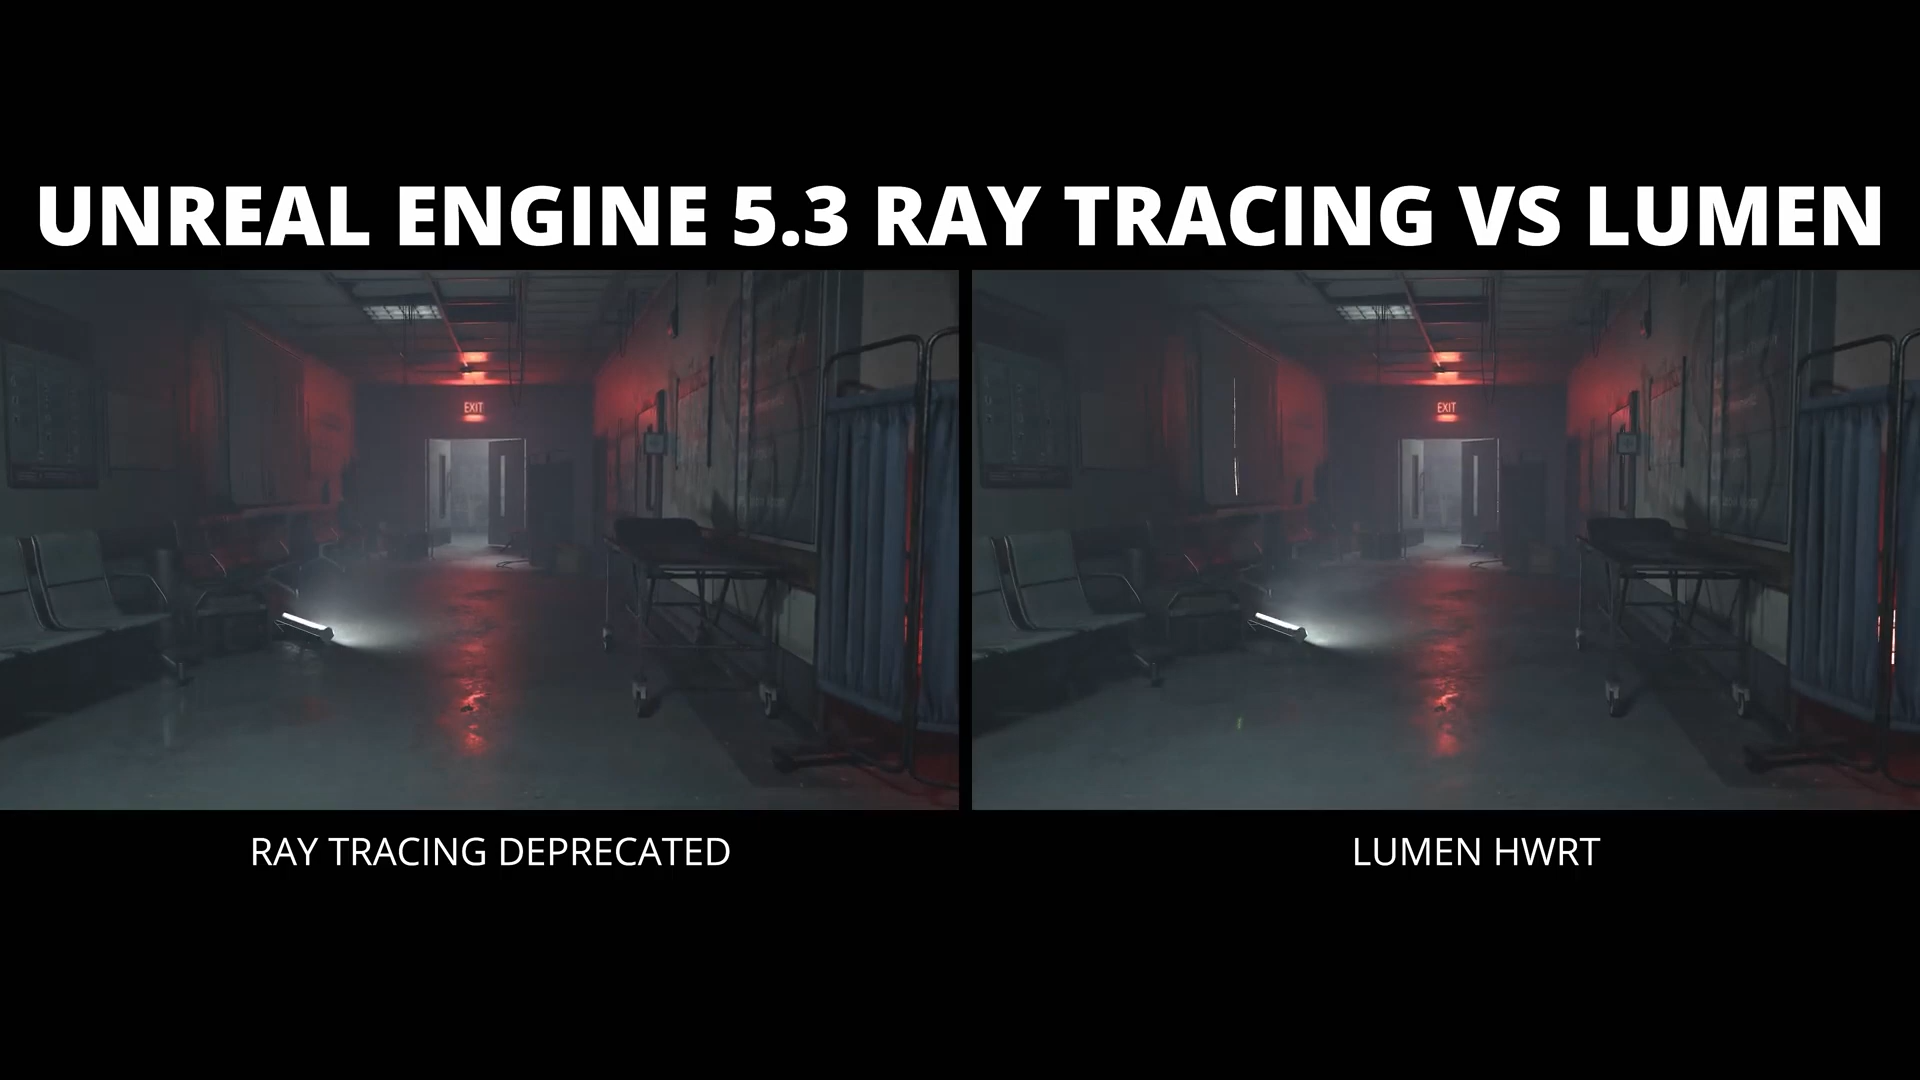 UNREAL ENGINE 5.3 RAY TRACING VS LUMEN
EXIT
EXIT
RAY TRACING DEPRECATED
LUMEN HWRT